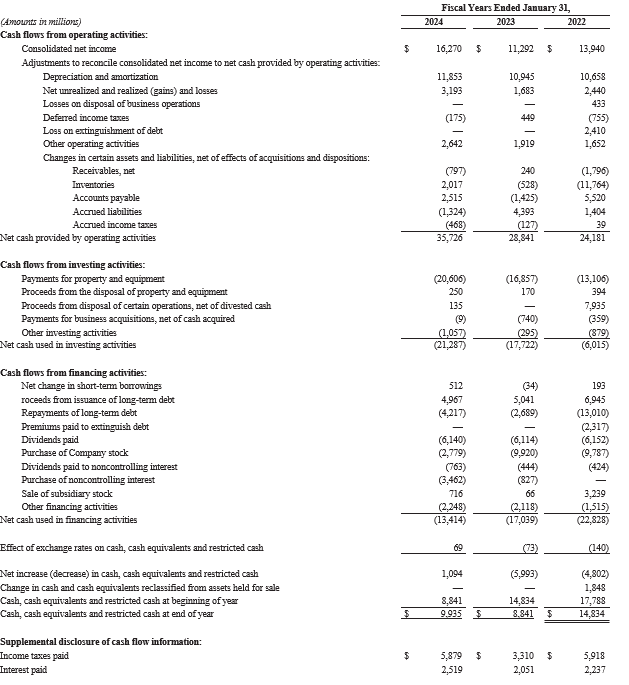 Fiscal Years Ended January 31,
(Amounts in millions) 2024 2023 2022
Cash flows from operating activities:
Consolidated net income $ 16,270 $ 11,292 $ 13,940
Adjustments to reconcile consolidated net income to net cash provided by operating activities:
Depreciation and amortization 11,853 10,945 10,658
Net unrealized and realized (gains) and losses 3,193 1,683 2,440
Losses on disposal of business operations — — 433
Deferred income taxes (175) 449 (755)
Loss on extinguishment of debt — — 2,410
Other operating activities 2,642 1,919 1,652
Changes in certain assets and liabilities, net of effects of acquisitions and dispositions:
Receivables, net (797) 240 (1,796)
Inventories 2,017 (528) (11,764)
Accounts payable 2,515 (1,425) 5,520
Accrued liabilities (1,324) 4,393 1,404
Accrued income taxes (468) (127) 39
Net cash provided by operating activities 35,726 28,841 24,181
Cash flows from investing activities:
Payments for property and equipment (20,606) (16,857) (13,106)
Proceeds from the disposal of property and equipment 250 170 394
Proceeds from disposal of certain operations, net of divested cash 135 — 7,935
Payments for business acquisitions, net of cash acquired (9) (740) (359)
Other investing activities (1,057) (295) (879)
Net cash used in investing activities (21,287) (17,722) (6,015)
Cash flows from financing activities:
Net change in short-term borrowings 512 (34) 193
roceeds from issuance of long-term debt 4,967 5,041 6,945
Repayments of long-term debt (4,217) (2,689) (13,010)
Premiums paid to extinguish debt — — (2,317)
Dividends paid (6,140) (6,114) (6,152)
Purchase of Company stock (2,779) (9,920) (9,787)
Dividends paid to noncontrolling interest (763) (444) (424)
Purchase of noncontrolling interest (3,462) (827) —
Sale of subsidiary stock 716 66 3,239
Other financing activities (2,248) (2,118) (1,515)
Net cash used in financing activities (13,414) (17,039) (22,828)
Effect of exchange rates on cash, cash equivalents and restricted cash 69 (73) (140)
Net increase (decrease) in cash, cash equivalents and restricted cash 1,094 (5,993) (4,802)
Change in cash and cash equivalents reclassified from assets held for sale — — 1,848
Cash, cash equivalents and restricted cash at beginning of year 8,841 14,834 17,788
Cash, cash equivalents and restricted cash at end of year $ 9,935 $ 8,841 $ 14,834
Supplemental disclosure of cash flow information:
Income taxes paid $ 5,879 $ 3,310 $ 5,918
Interest paid 2,519 2,051 2,237